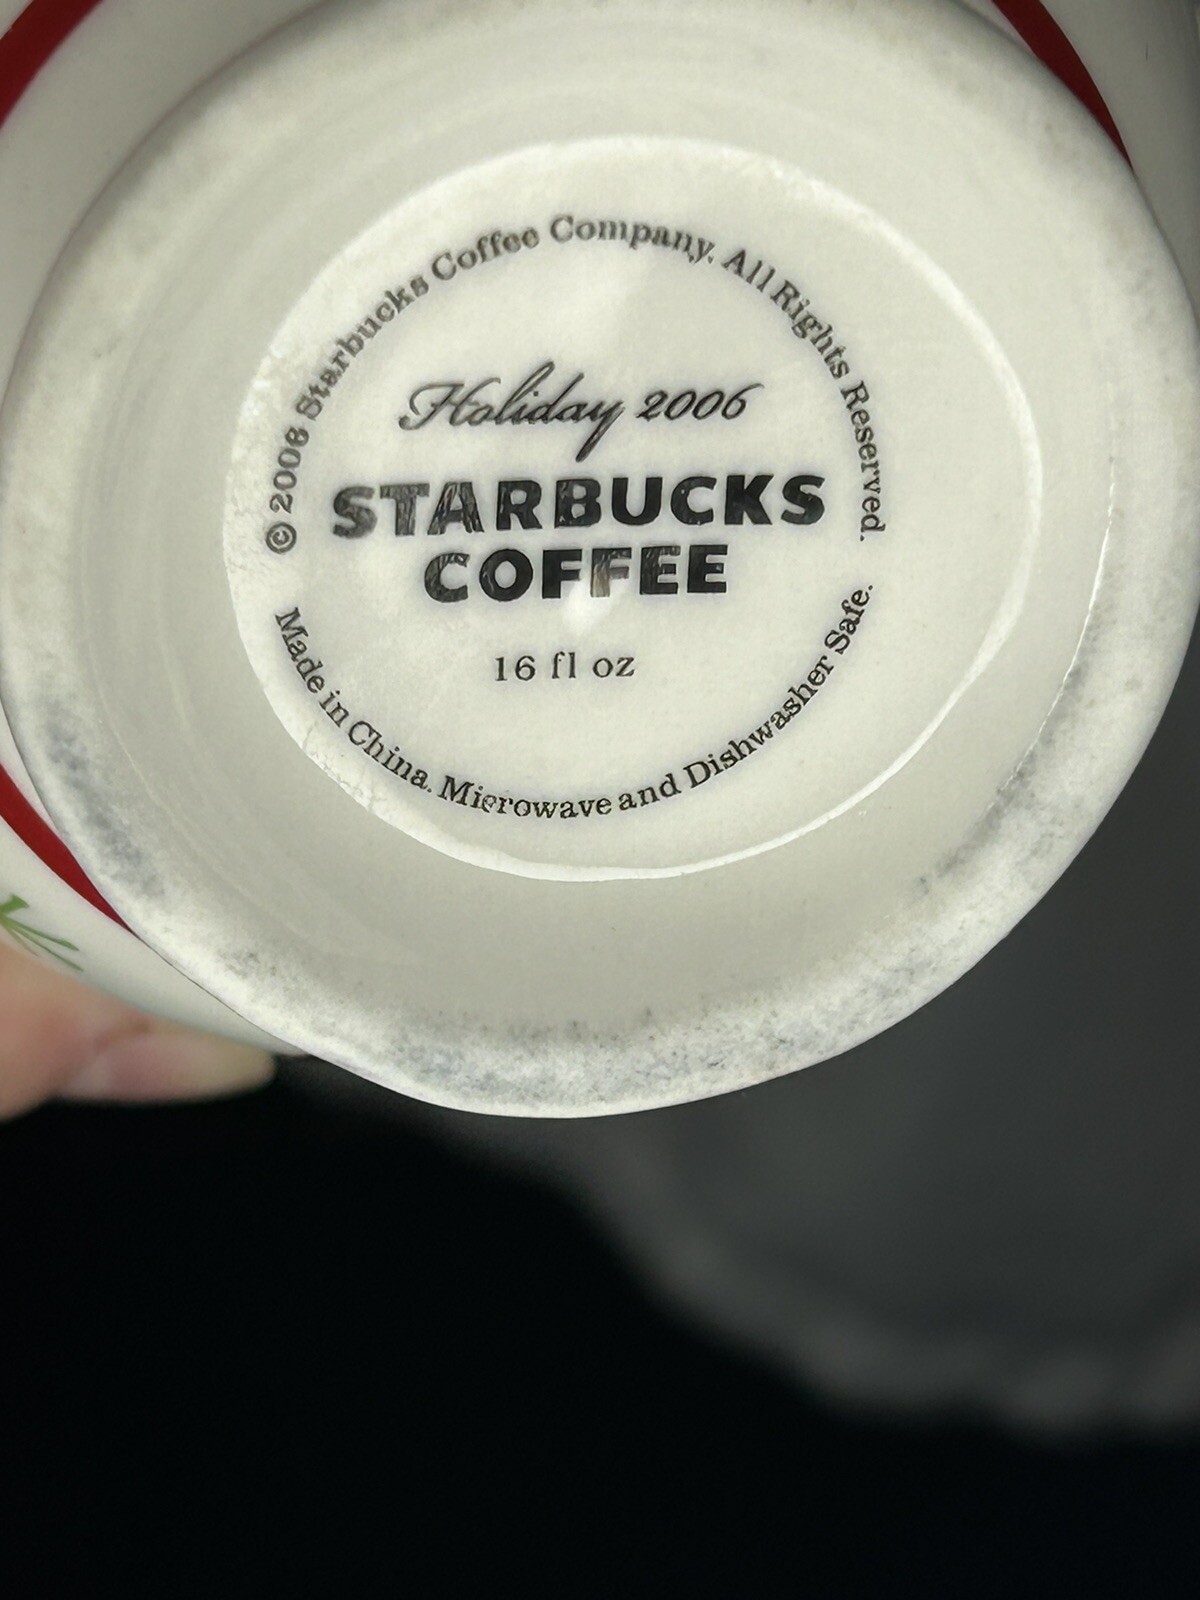 © 2006 Starbucks Coffee Company. All Rights Reserved.
Holiday 2006
STARBUCKS
COFFEE
16 fl oz
Made in China. Microwave and Dishwasher Safe.